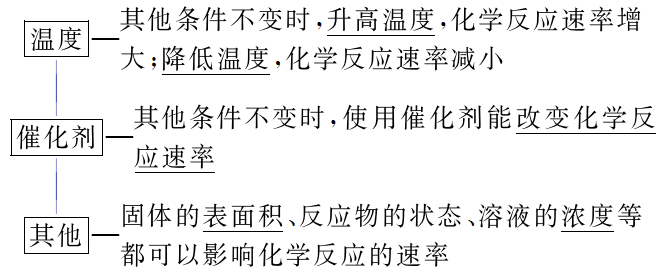 温度
其他条件不变时,升高温度,化学反应速率增
大;降低温度,化学反应速率减小
催化剂
其他条件不变时,使用催化剂能改变化学反
应速率
其他
固体的表面积、反应物的状态、溶液的浓度等
都可以影响化学反应的速率